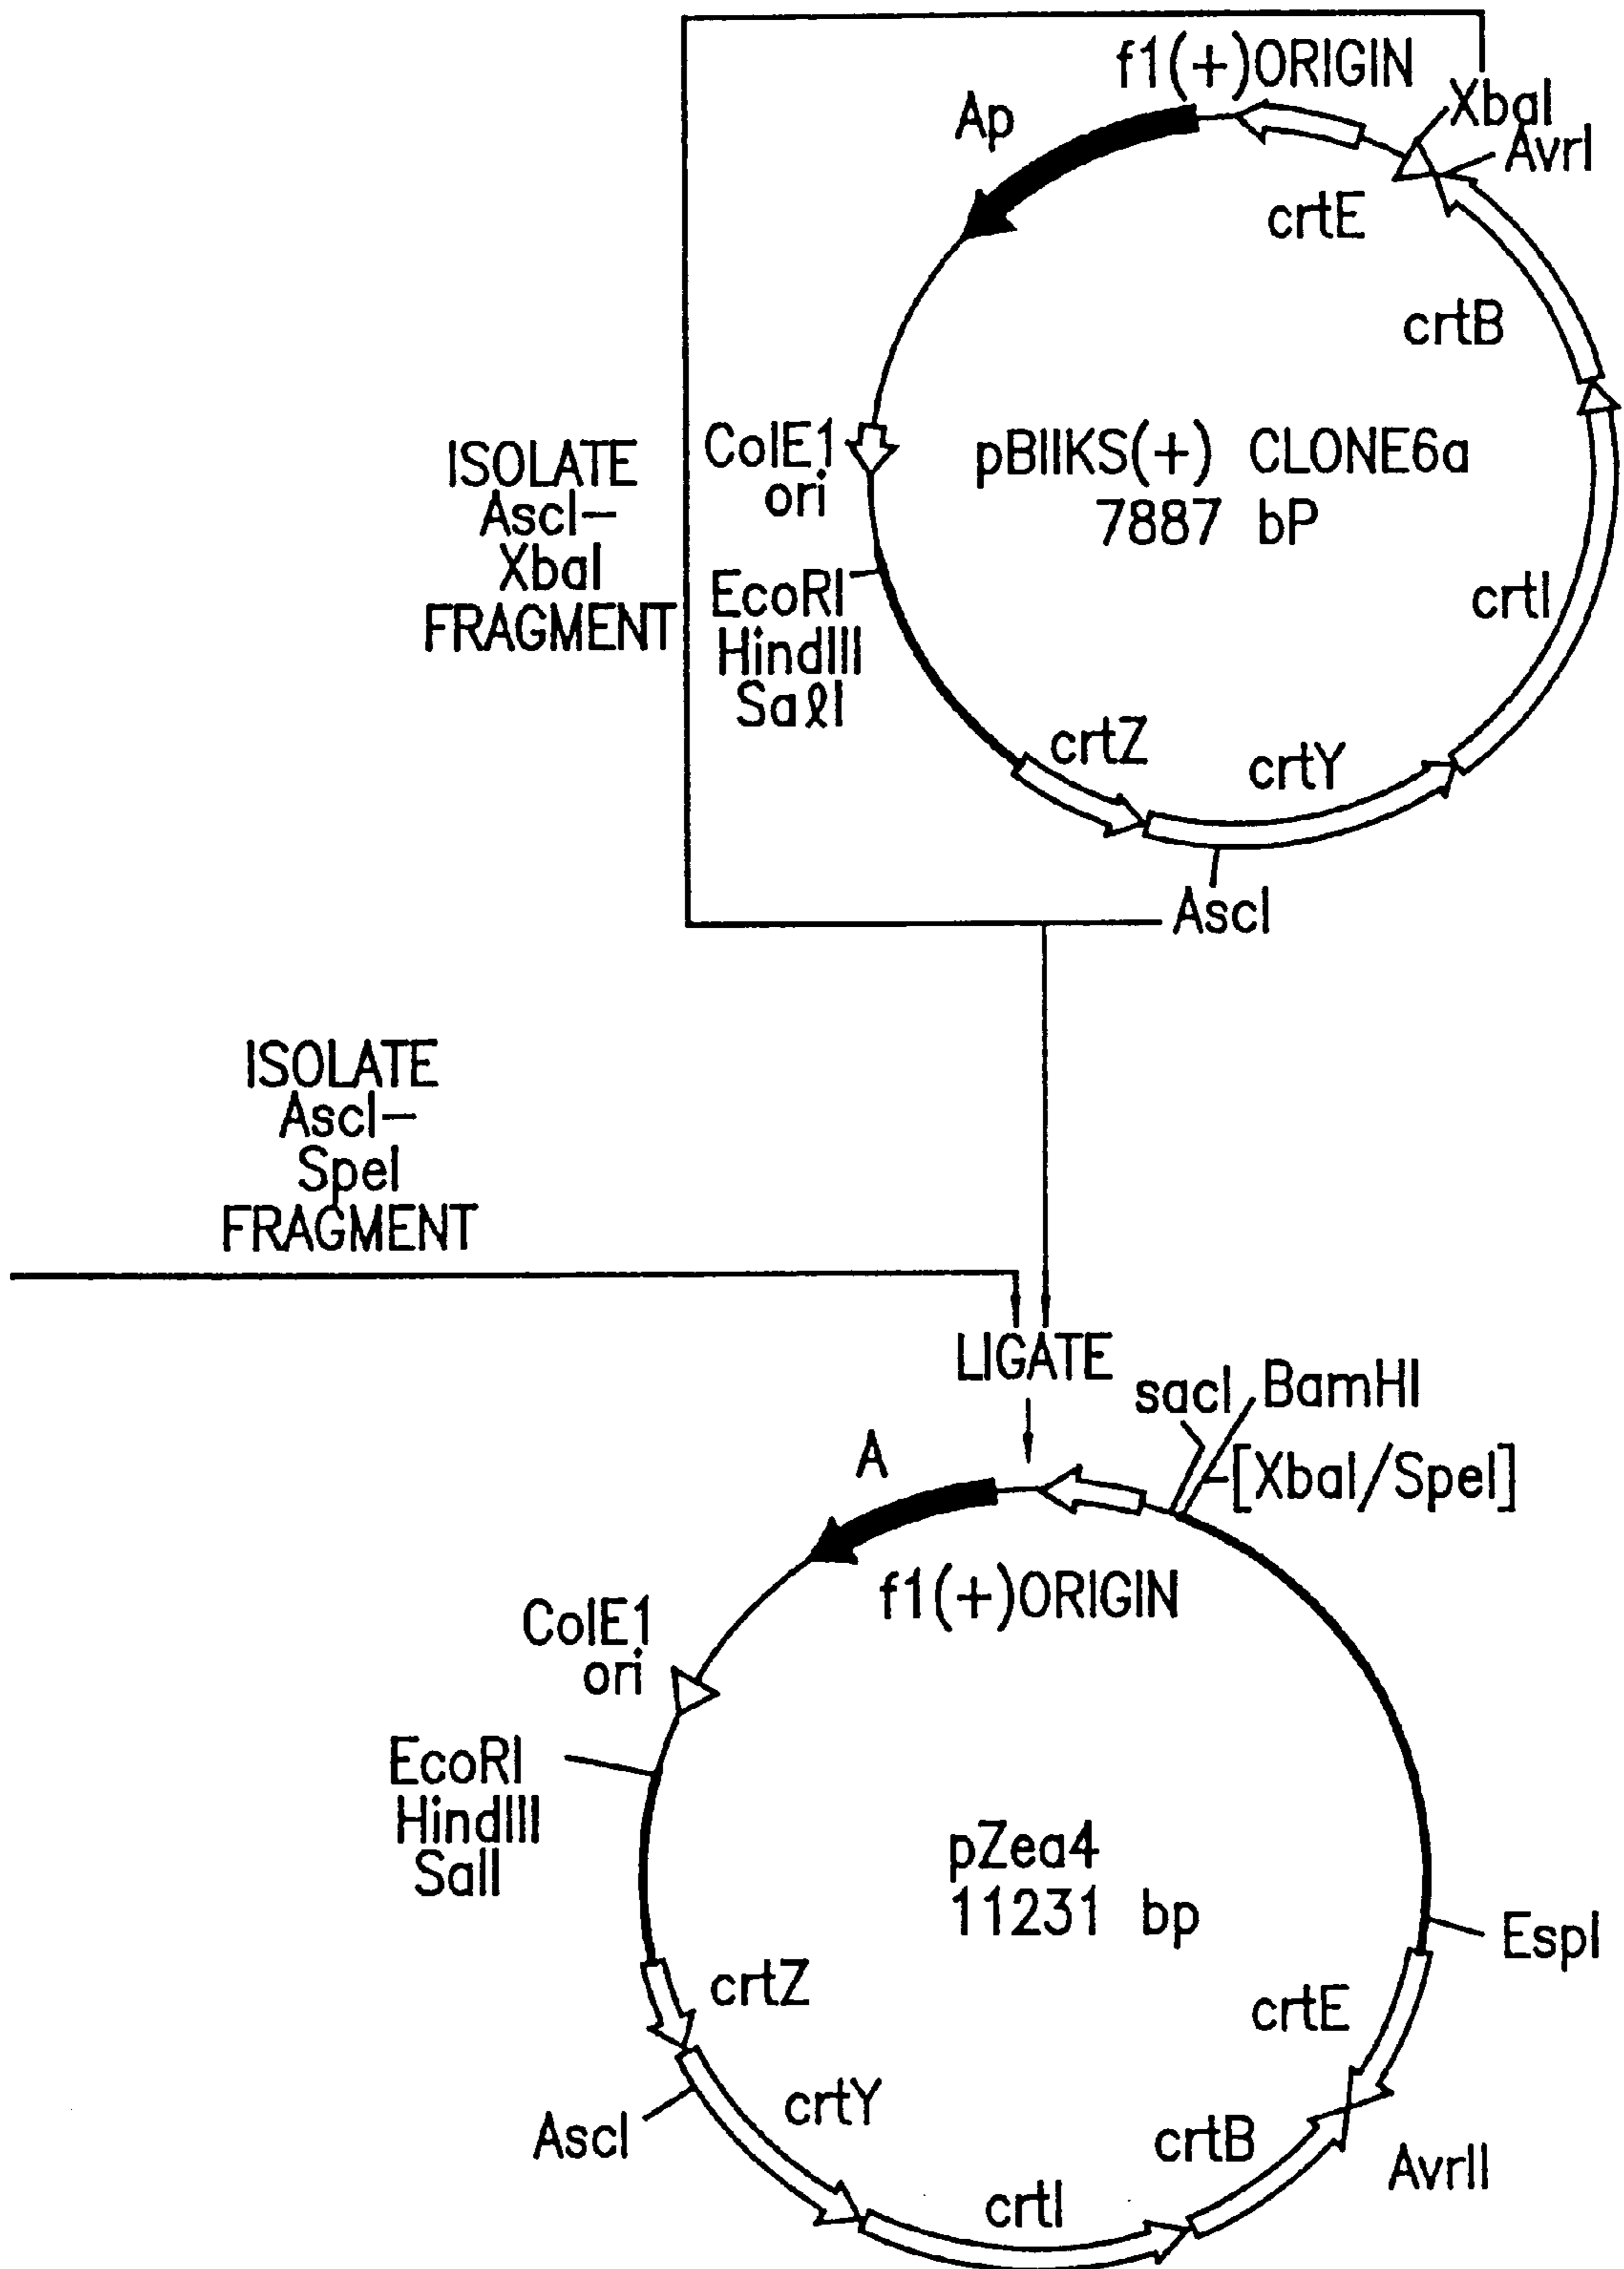 f1(+)ORIGIN
Ap
XbaI
AvrI
crtE
crtB
ColE1
ori
pBIIKS(+) CLONE6a
7887 bP
ISOLATE
AscI–
XbaI
FRAGMENT
EcoRI
HindIII
SalI
crtI
crtZ
crtY
AscI
ISOLATE
AscI–
SpeI
FRAGMENT
LIGATE
sacI
BamHI
A
[XbaI/SpeI]
f1(+)ORIGIN
ColE1
ori
EcoRI
HindIII
SalI
pZea4
11231 bp
EspI
crtZ
crtE
crtY
AscI
crtB
AvrII
crtI